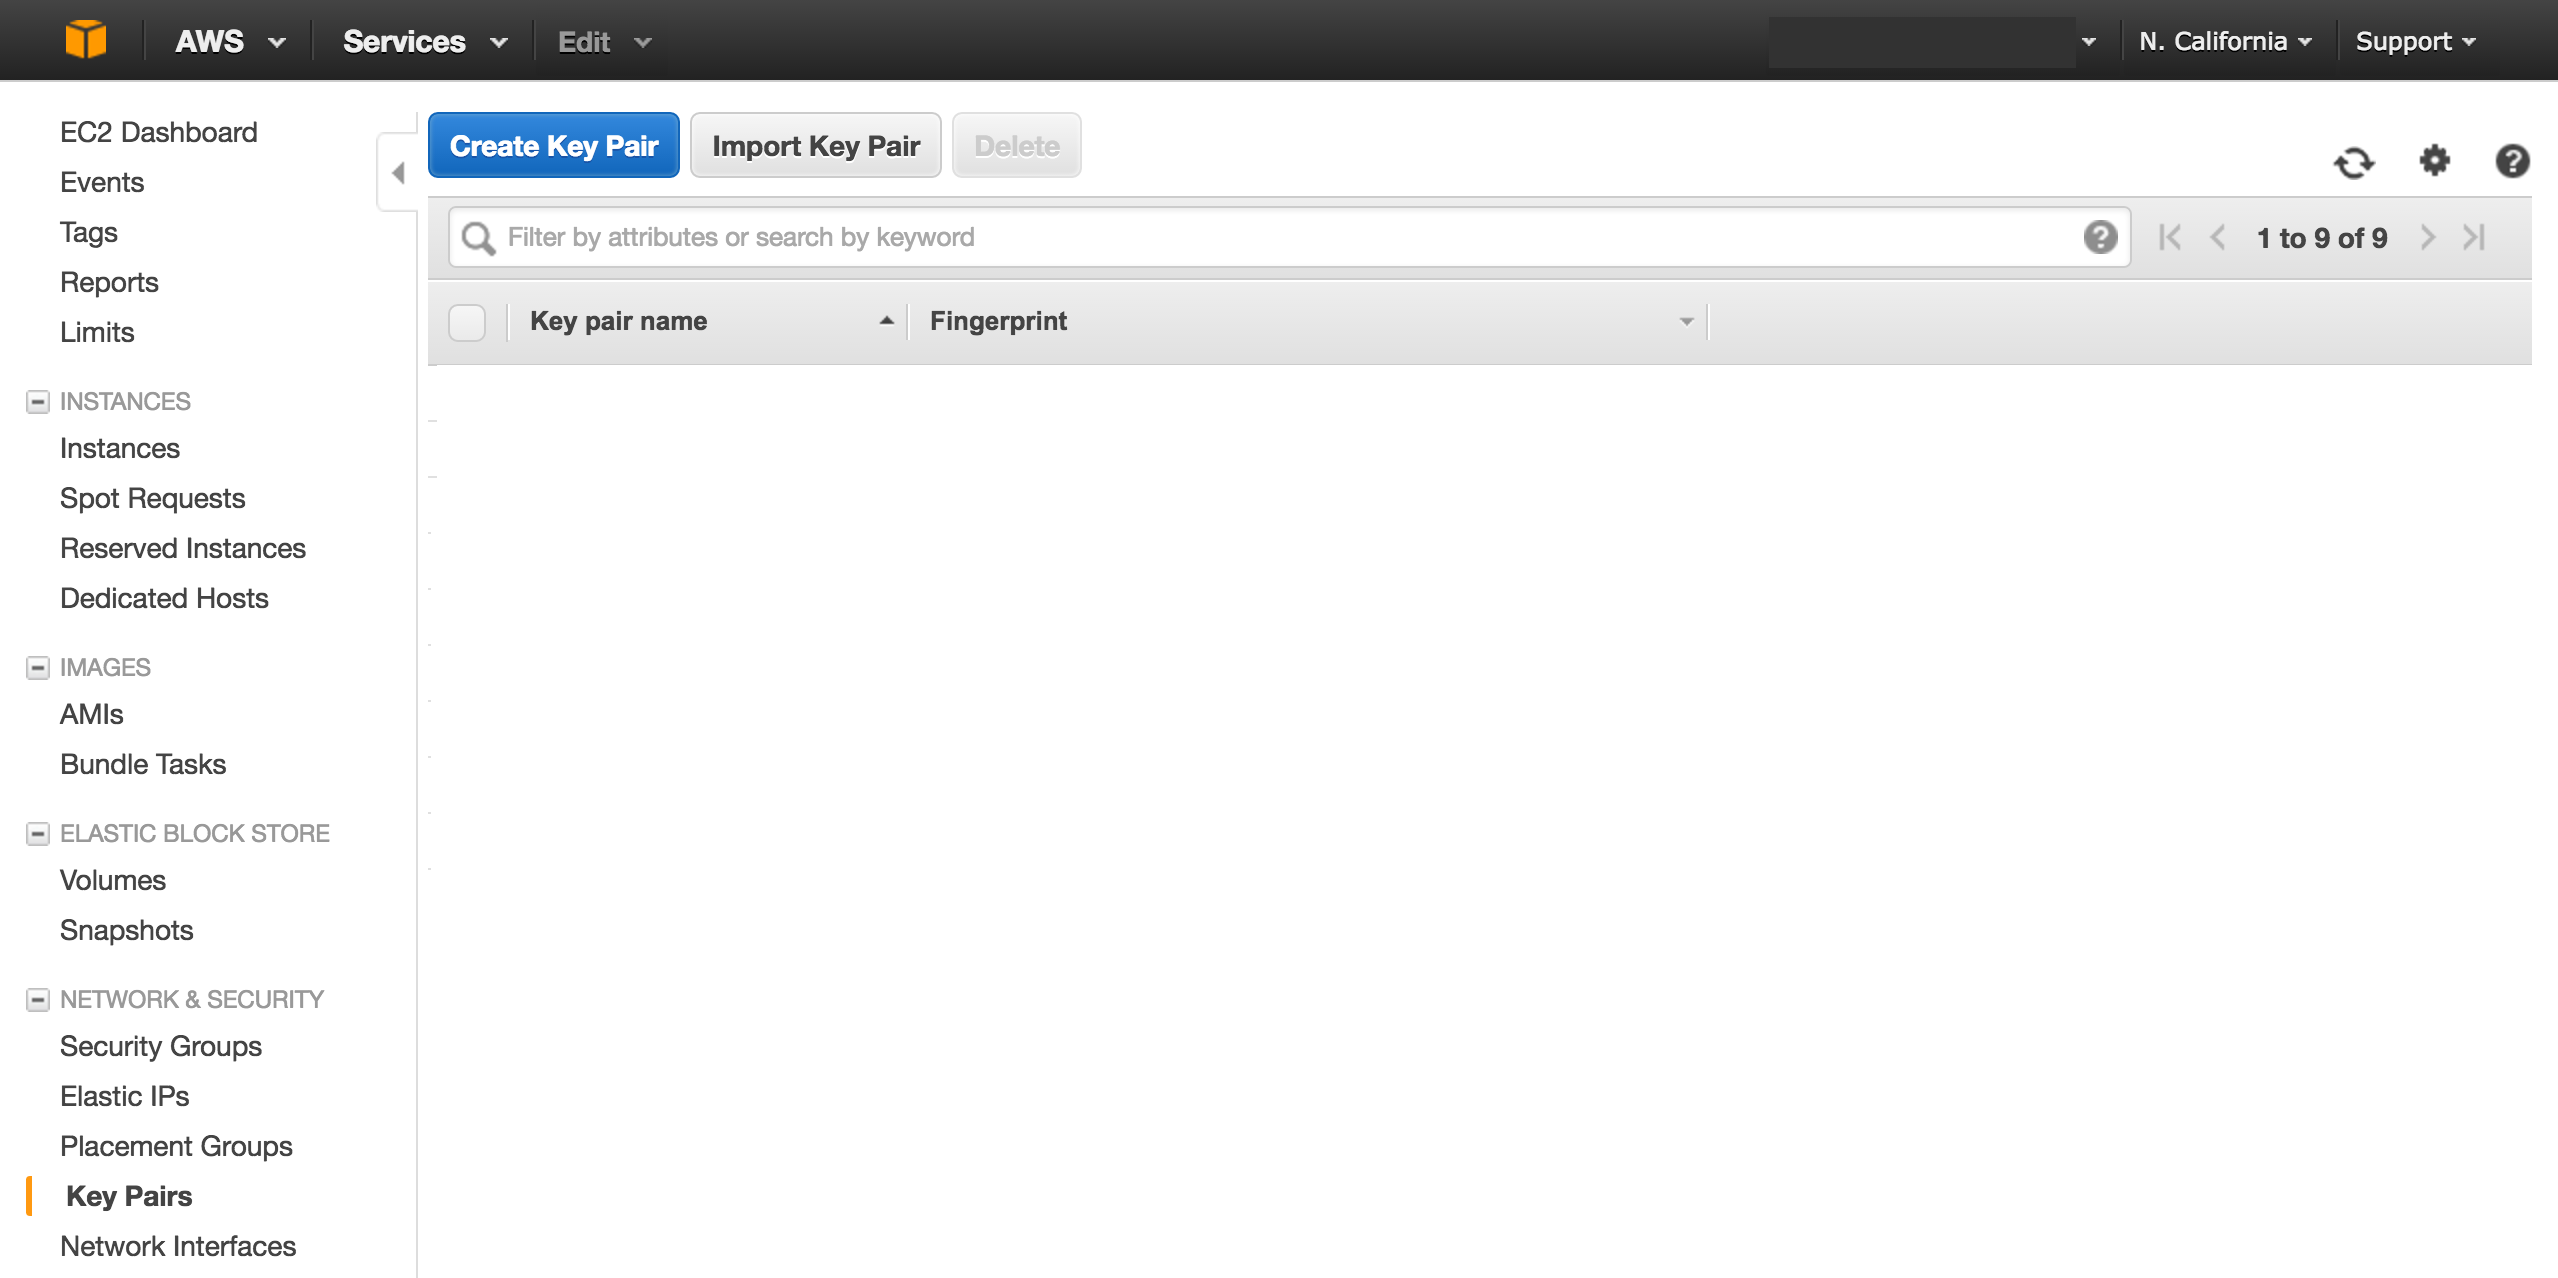 AWS Services Edit N. California Support
EC2 Dashboard
Events
Tags
Reports
Limits
INSTANCES
Instances
Spot Requests
Reserved Instances
Dedicated Hosts
IMAGES
AMIs
Bundle Tasks
ELASTIC BLOCK STORE
Volumes
Snapshots
NETWORK & SECURITY
Security Groups
Elastic IPs
Placement Groups
Key Pairs
Network Interfaces
Create Key Pair Import Key Pair Delete
Filter by attributes or search by keyword 1 to 9 of 9
Key pair name Fingerprint